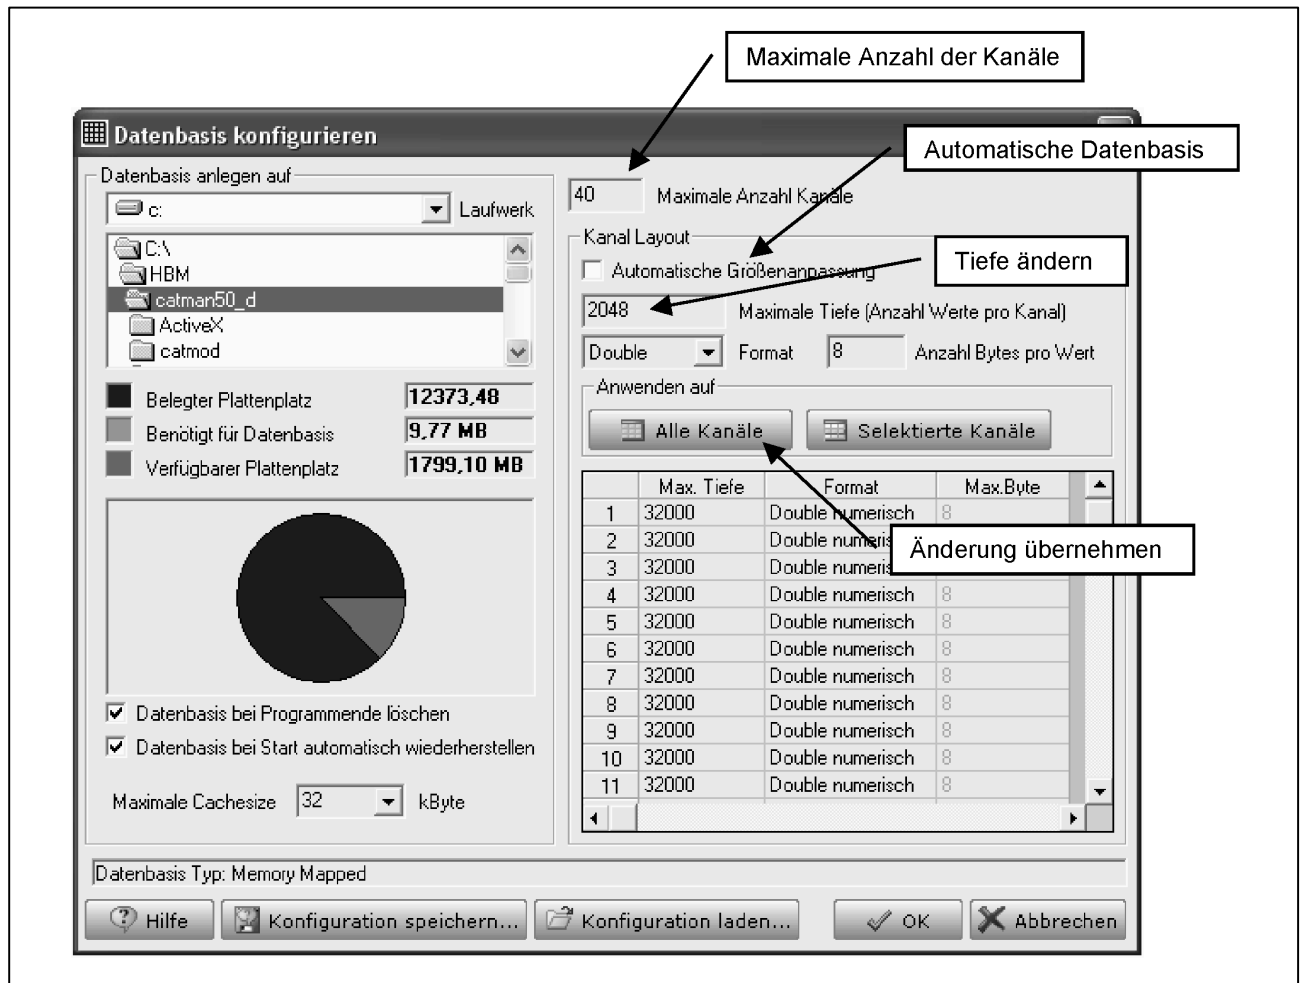 Maximale Anzahl der Kanäle
Datenbasis konfigurieren
Automatische Datenbasis
Datenbasis anlegen auf
c:
Laufwerk
C:\
HBM
catman50_d
ActiveX
catmod
Belegter Plattenplatz 12373,48
Benötigt für Datenbasis 9,77 MB
Verfügbarer Plattenplatz 1799,10 MB
Datenbasis bei Programmende löschen
Datenbasis bei Start automatisch wiederherstellen
Maximale Cachesize 32 kByte
40 Maximale Anzahl Kanäle
Kanal Layout
Automatische Größenanpassung
Tiefe ändern
2048 Maximale Tiefe (Anzahl Werte pro Kanal)
Double Format 8 Anzahl Bytes pro Wert
Anwenden auf
Alle Kanäle Selektierte Kanäle
Max. Tiefe Format Max.Byte
1 32000 Double numerisch 8
2 32000 Double numerisch
3 32000 Double numerisch
Änderung übernehmen
4 32000 Double numerisch 8
5 32000 Double numerisch 8
6 32000 Double numerisch 8
7 32000 Double numerisch 8
8 32000 Double numerisch 8
9 32000 Double numerisch 8
10 32000 Double numerisch 8
11 32000 Double numerisch 8
Datenbasis Typ: Memory Mapped
Hilfe Konfiguration speichern... Konfiguration laden... OK Abbrechen